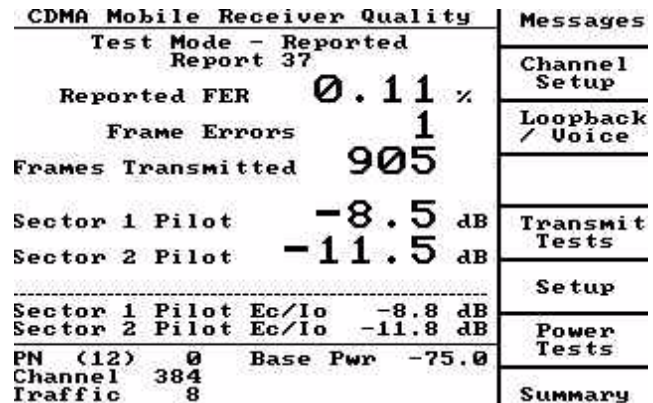 CDMA Mobile Receiver Quality
Test Mode - Reported
Report 37
Reported FER 0.11 %
Frame Errors 1
Frames Transmitted 905
Sector 1 Pilot -8.5 dB
Sector 2 Pilot -11.5 dB
Sector 1 Pilot Ec/Io -8.8 dB
Sector 2 Pilot Ec/Io -11.8 dB
PN (12) 0 Base Pwr -75.0
Channel 384
Traffic 8
Messages
Channel
Setup
Loopback
/ Voice
Transmit
Tests
Setup
Power
Tests
Summary